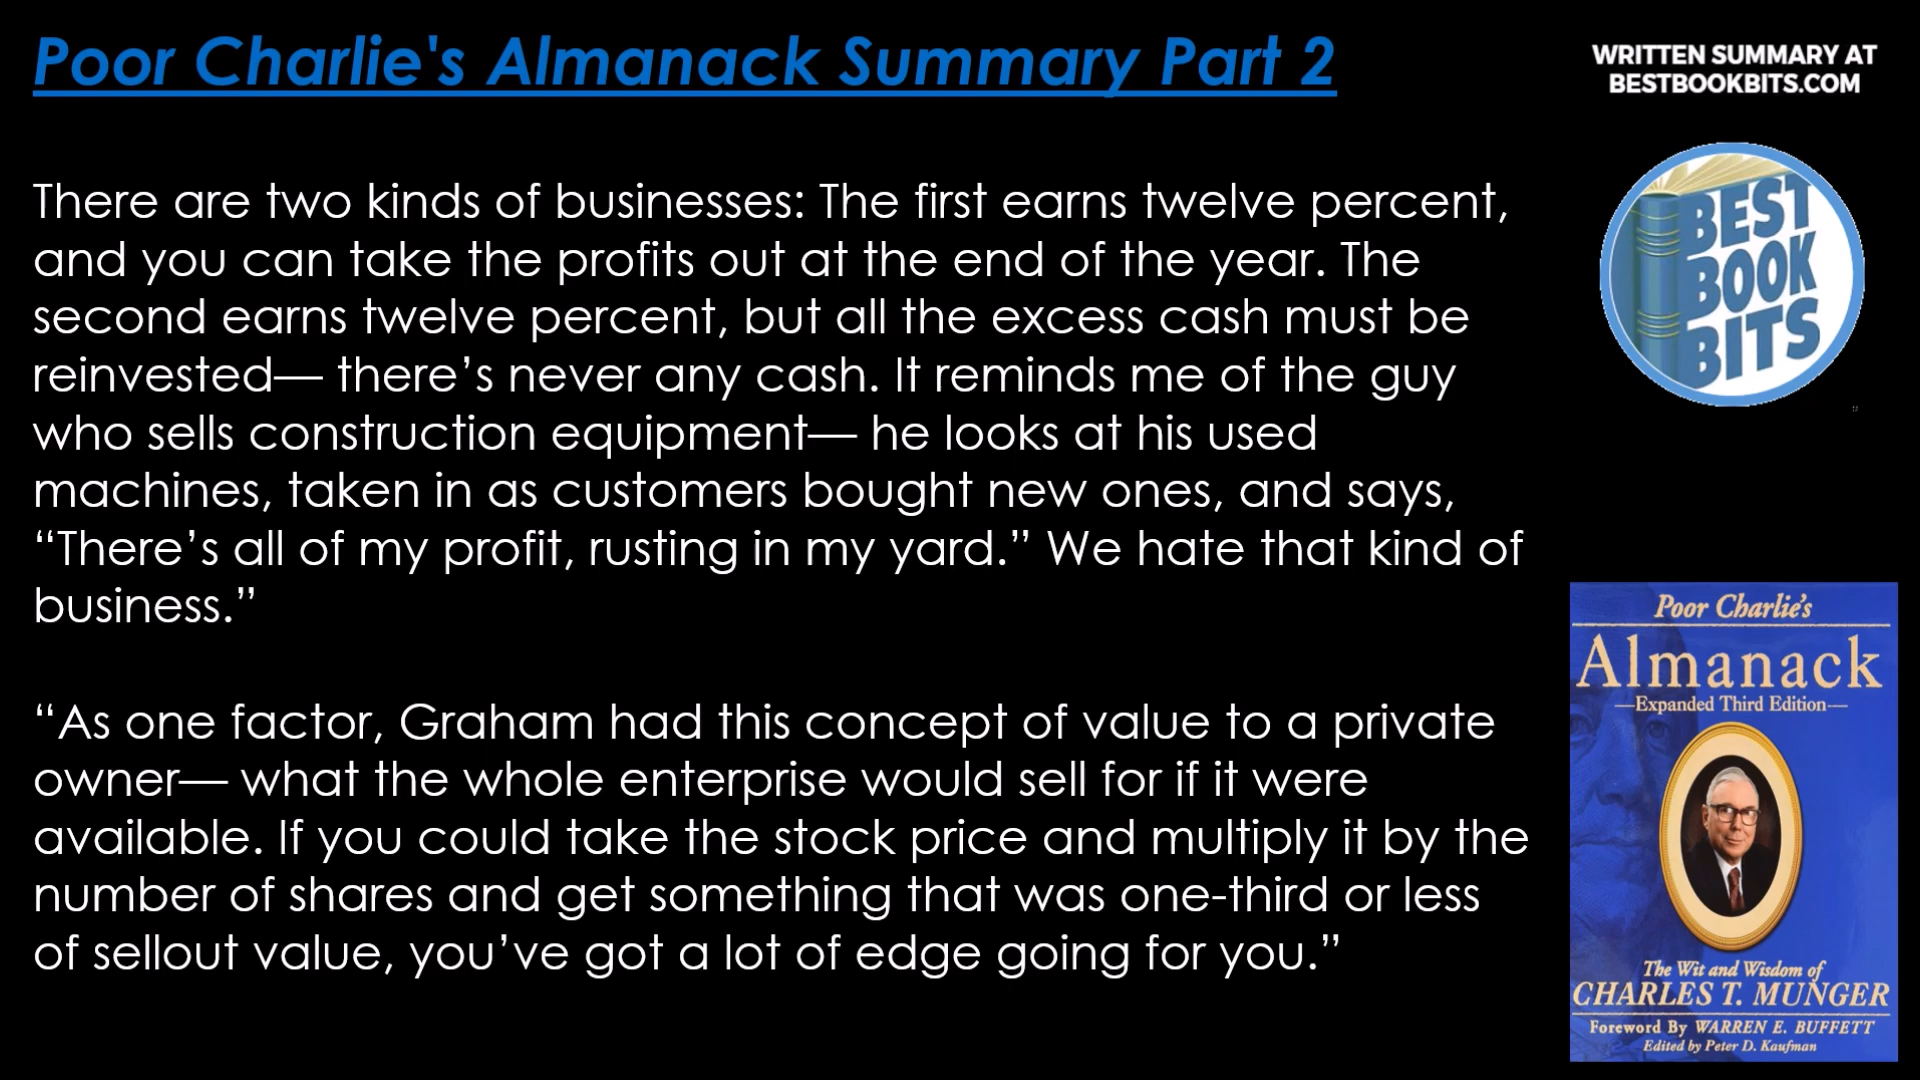 Poor Charlie's Almanack Summary Part 2
WRITTEN SUMMARY AT
BESTBOOKBITS.COM
There are two kinds of businesses: The first earns twelve percent,
and you can take the profits out at the end of the year. The
second earns twelve percent, but all the excess cash must be
reinvested— there’s never any cash. It reminds me of the guy
who sells construction equipment— he looks at his used
machines, taken in as customers bought new ones, and says,
“There’s all of my profit, rusting in my yard.” We hate that kind of
business.”
“As one factor, Graham had this concept of value to a private
owner— what the whole enterprise would sell for if it were
available. If you could take the stock price and multiply it by the
number of shares and get something that was one-third or less
of sellout value, you’ve got a lot of edge going for you.”
BEST
BOOK
BITS
Poor Charlie's
Almanack
—Expanded Third Edition—
The Wit and Wisdom of
CHARLES T. MUNGER
Foreword By WARREN E. BUFFETT
Edited by Peter D. Kaufman